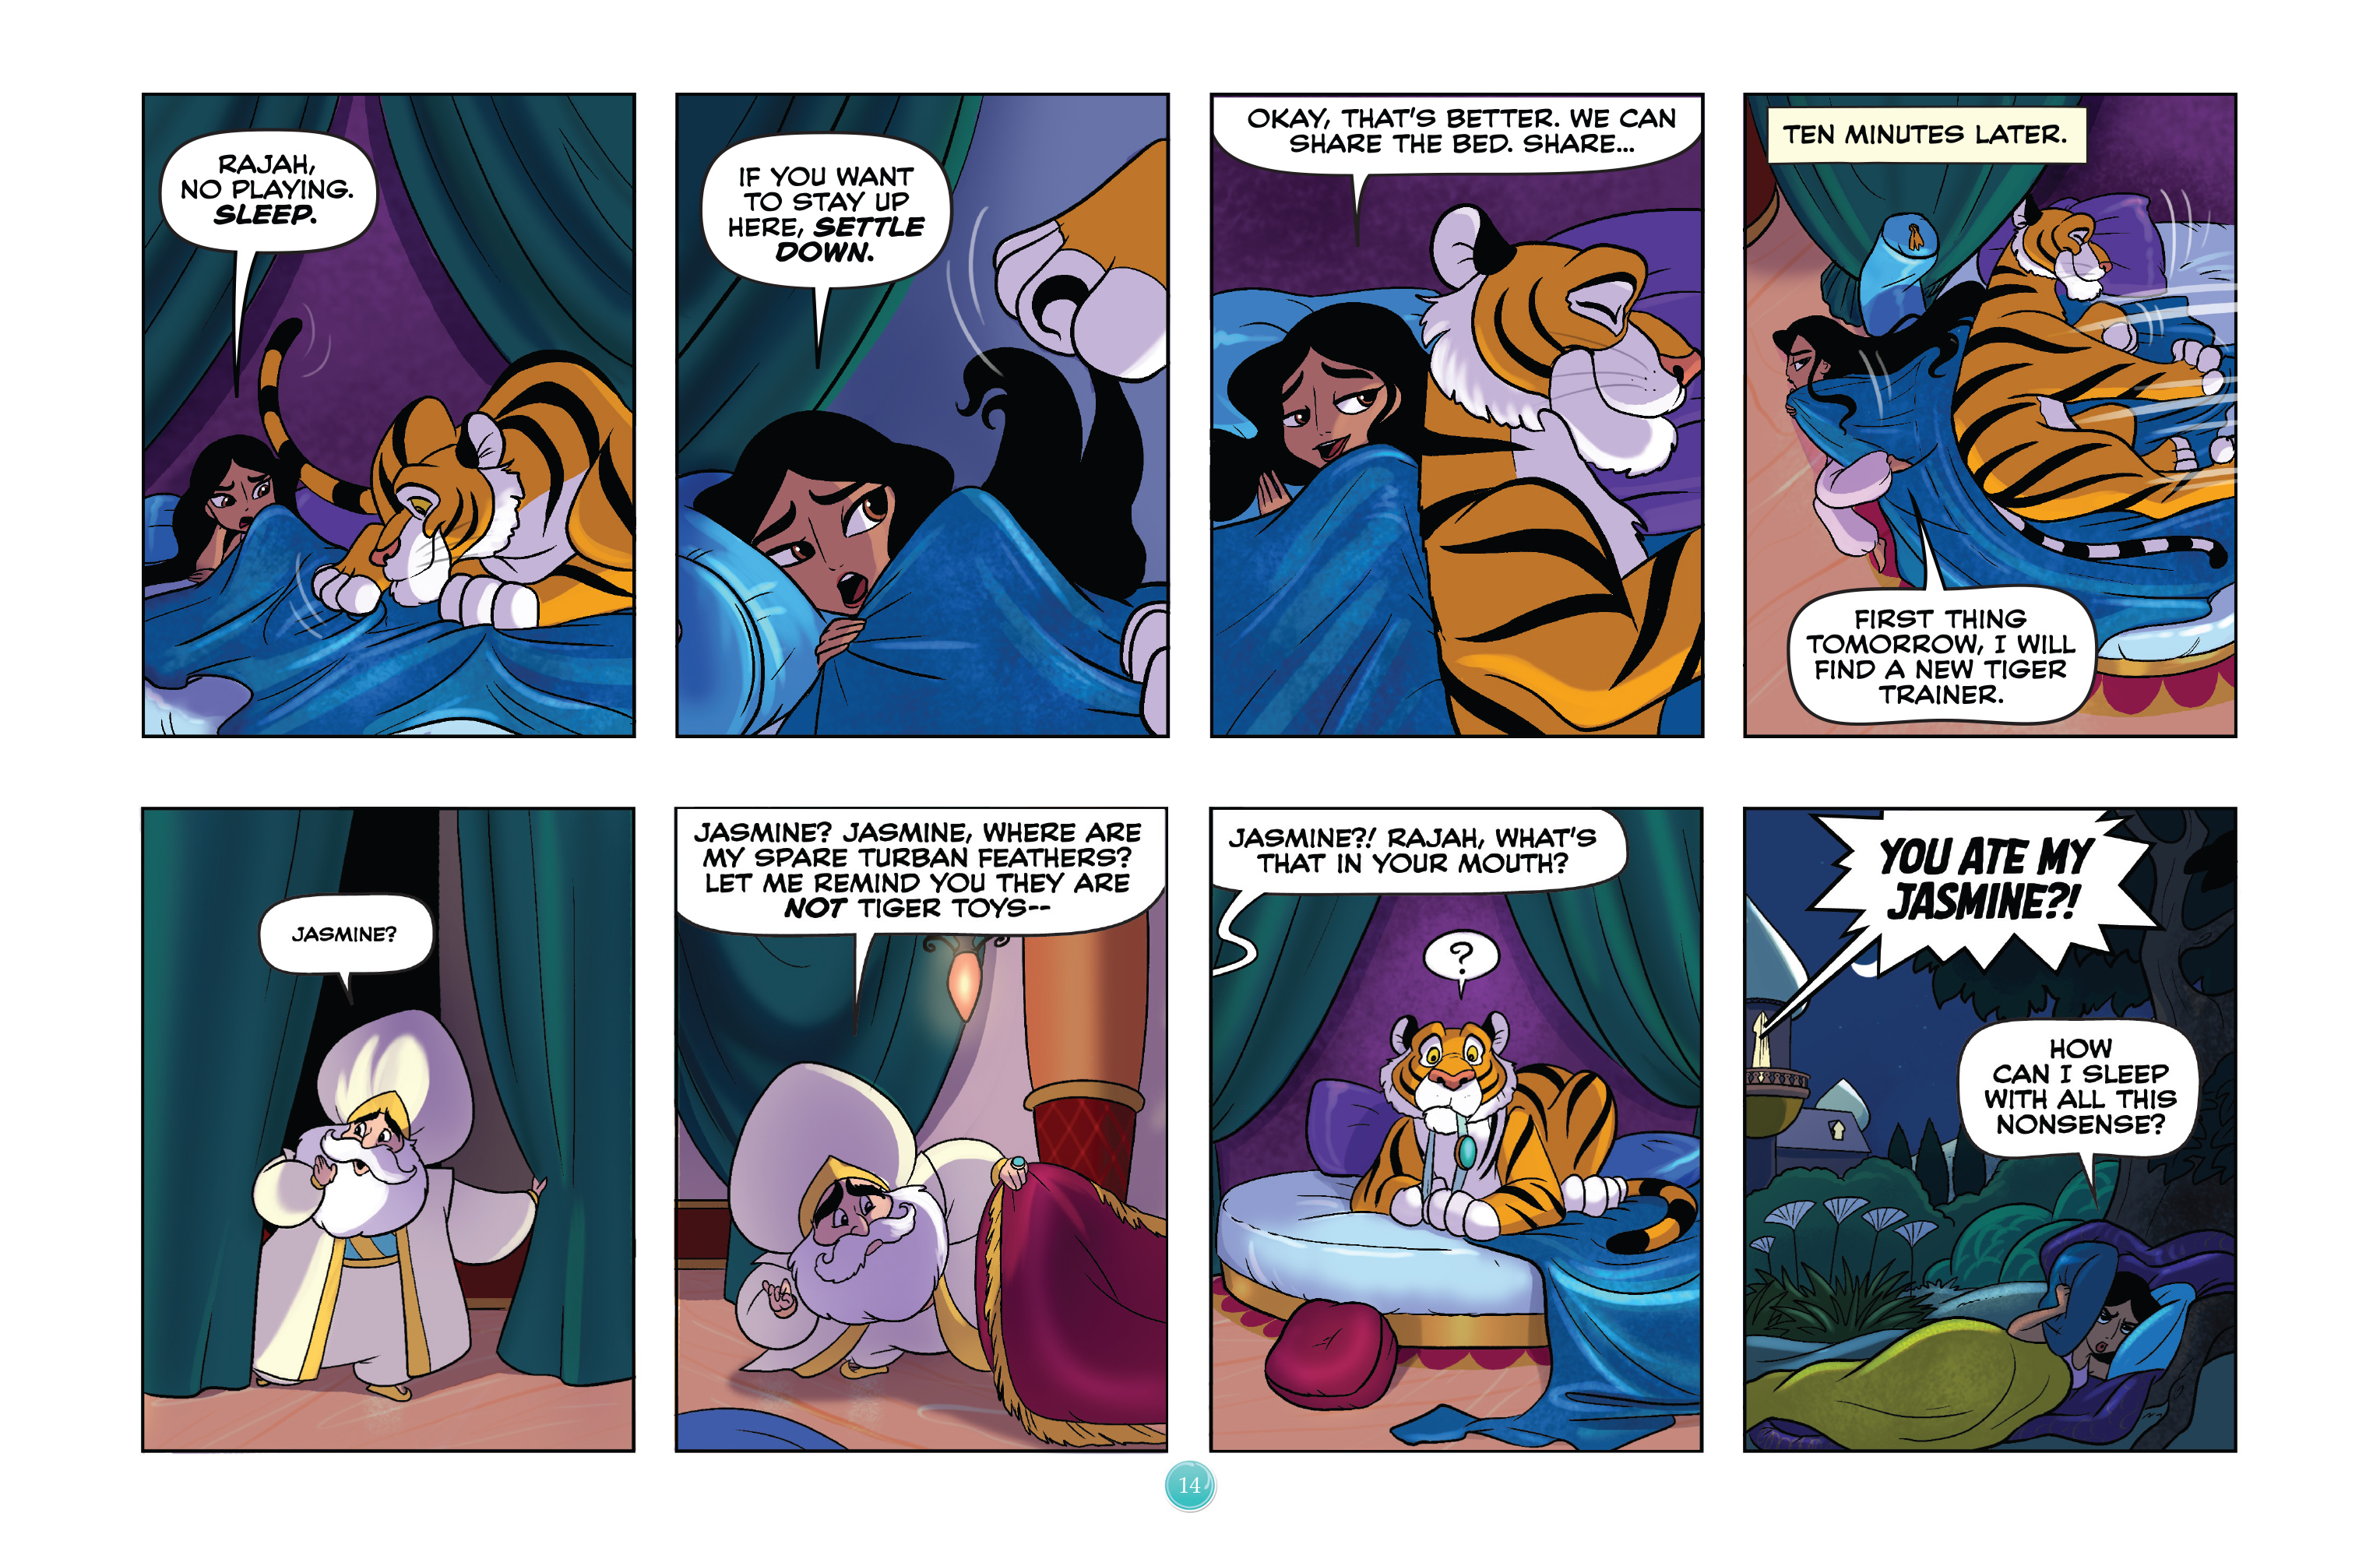 RAJAH,
NO PLAYING.
SLEEP.
IF YOU WANT
TO STAY UP
HERE, SETTLE
DOWN.
OKAY, THAT'S BETTER. WE CAN
SHARE THE BED. SHARE...
TEN MINUTES LATER.
FIRST THING
TOMORROW, I WILL
FIND A NEW TIGER
TRAINER.
JASMINE?
JASMINE? JASMINE, WHERE ARE
MY SPARE TURBAN FEATHERS?
LET ME REMIND YOU THEY ARE
NOT TIGER TOYS--
JASMINE?! RAJAH, WHAT'S
THAT IN YOUR MOUTH?
?
YOU ATE MY
JASMINE?!
HOW
CAN I SLEEP
WITH ALL THIS
NONSENSE?
14